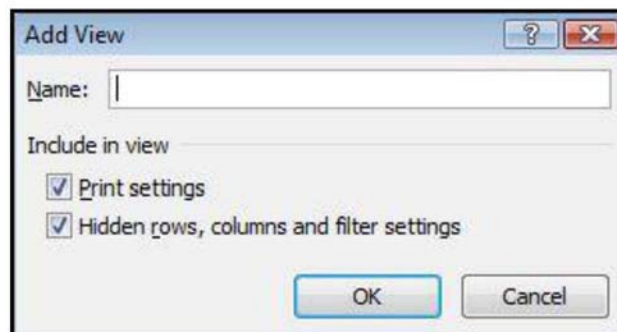 Add View
?
Name:
Include in view
Print settings
Hidden rows, columns and filter settings
OK
Cancel